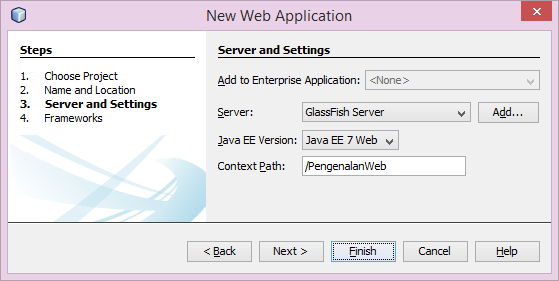 New Web Application
Steps
1. Choose Project
2. Name and Location
3. Server and Settings
4. Frameworks
Server and Settings
Add to Enterprise Application: <None>
Server: GlassFish Server Add...
Java EE Version: Java EE 7 Web
Context Path: /PengenalanWeb
< Back Next > Finish Cancel Help